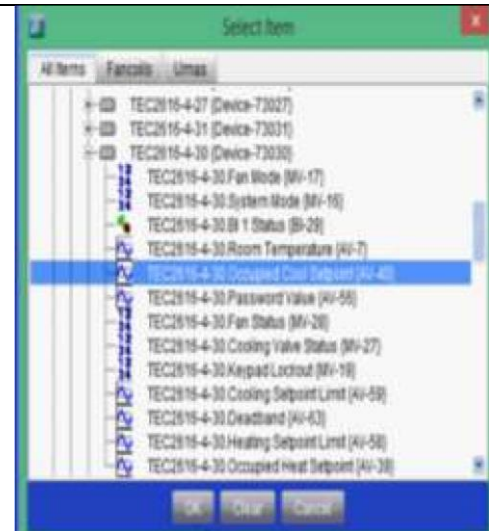 Select Item
x
All Items Fancoils Umas
TEC2616-4-27 (Device-73027)
TEC2616-4-31 (Device-73031)
TEC2616-4-30 (Device-73030)
TEC2616-4-30.Fan Mode (MV-17)
TEC2616-4-30.System Mode (MV-16)
TEC2616-4-30.BI 1 Status (BI-29)
TEC2616-4-30.Room Temperature (AV-7)
TEC2616-4-30.Occupied Cool Setpoint (AV-40)
TEC2616-4-30.Password Value (AV-56)
TEC2616-4-30.Fan Status (MV-28)
TEC2616-4-30.Cooling Valve Status (MV-27)
TEC2616-4-30.Keypad Lockout (MV-19)
TEC2616-4-30.Cooling Setpoint Limit (AV-59)
TEC2616-4-30.Deadband (AV-63)
TEC2616-4-30.Heating Setpoint Limit (AV-58)
TEC2616-4-30.Occupied Heat Setpoint (AV-39)
OK Clear Cancel